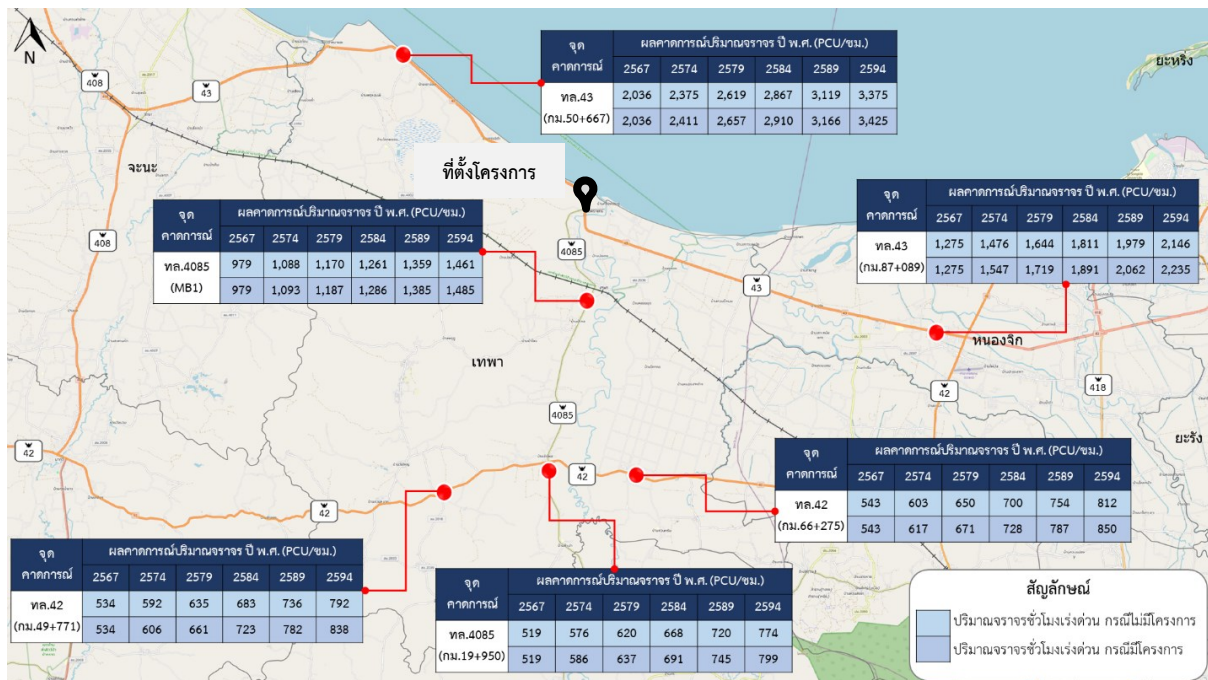 N
408
43
จะนะ
408
ที่ตั้งโครงการ
ยะหริ่ง
จุดคาดการณ์ ผลคาดการณ์ปริมาณจราจร ปี พ.ศ. (PCU/ชม.)
2567 2574 2579 2584 2589 2594
ทล.43 2,036 2,375 2,619 2,867 3,119 3,375
(กม.50+667) 2,036 2,411 2,657 2,910 3,166 3,425
จุดคาดการณ์ ผลคาดการณ์ปริมาณจราจร ปี พ.ศ. (PCU/ชม.)
2567 2574 2579 2584 2589 2594
ทล.43 1,275 1,476 1,644 1,811 1,979 2,146
(กม.87+089) 1,275 1,547 1,719 1,891 2,062 2,235
จุดคาดการณ์ ผลคาดการณ์ปริมาณจราจร ปี พ.ศ. (PCU/ชม.)
2567 2574 2579 2584 2589 2594
ทล.4085 979 1,088 1,170 1,261 1,359 1,461
(MB1) 979 1,093 1,187 1,286 1,385 1,485
4085
43
หนองจิก
เทพา
42
418
4085
ยะรัง
42
42
42
จุดคาดการณ์ ผลคาดการณ์ปริมาณจราจร ปี พ.ศ. (PCU/ชม.)
2567 2574 2579 2584 2589 2594
ทล.42 543 603 650 700 754 812
(กม.66+275) 543 617 671 728 787 850
จุดคาดการณ์ ผลคาดการณ์ปริมาณจราจร ปี พ.ศ. (PCU/ชม.)
2567 2574 2579 2584 2589 2594
ทล.42 534 592 635 683 736 792
(กม.49+771) 534 606 661 723 782 838
จุดคาดการณ์ ผลคาดการณ์ปริมาณจราจร ปี พ.ศ. (PCU/ชม.)
2567 2574 2579 2584 2589 2594
ทล.4085 519 576 620 668 720 774
(กม.19+950) 519 586 637 691 745 799
สัญลักษณ์
ปริมาณจราจรชั่วโมงเร่งด่วน กรณีไม่มีโครงการ
ปริมาณจราจรชั่วโมงเร่งด่วน กรณีมีโครงการ